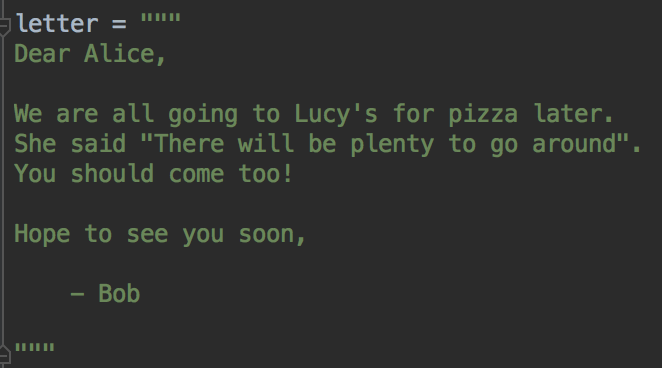 letter = """
Dear Alice,

We are all going to Lucy's for pizza later.
She said "There will be plenty to go around".
You should come too!

Hope to see you soon,

    - Bob

"""